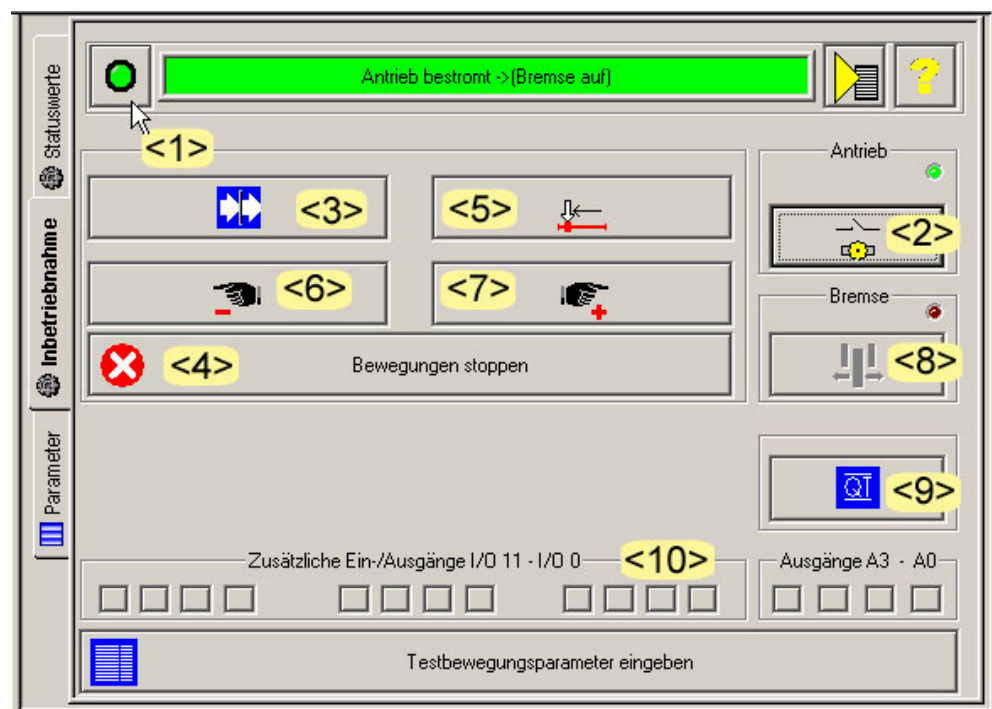 Statuswerte
Inbetriebnahme
Parameter
Antrieb bestromt ->(Bremse auf)
?
<1>
Antrieb
<3>
<5>
<2>
<6>
<7>
Bremse
<4>
Bewegungen stoppen
<8>
QT
<9>
Zusätzliche Ein-/Ausgänge I/O 11 - I/O 0
<10>
Ausgänge A3 - A0
Testbewegungsparameter eingeben